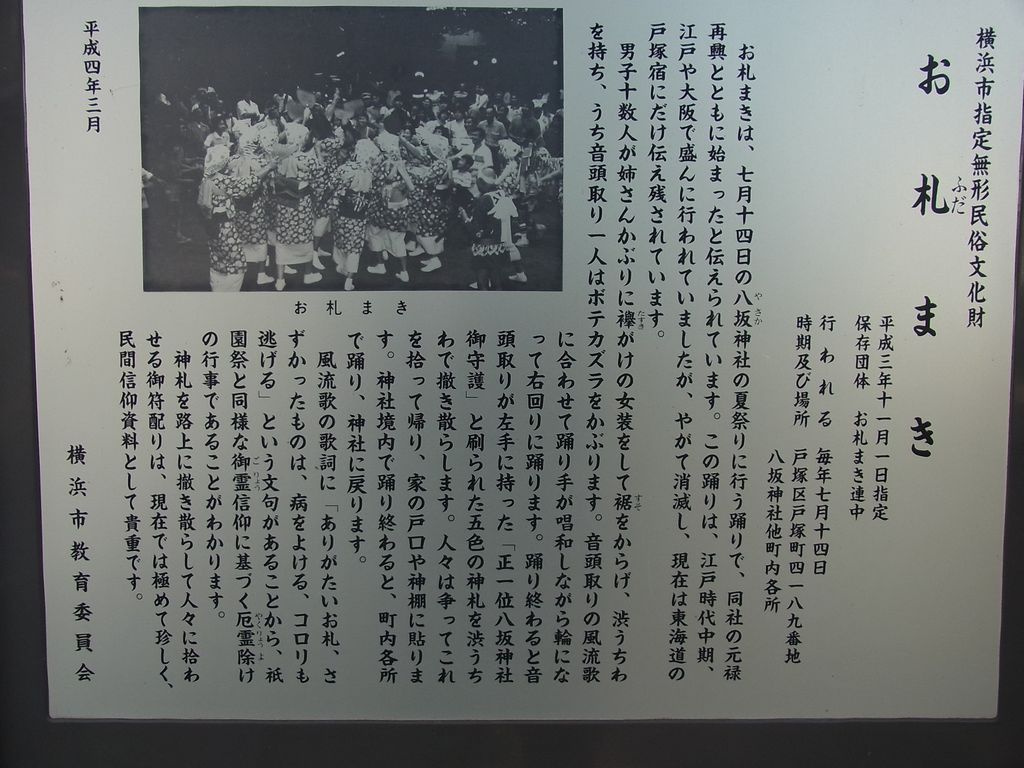 横浜市指定無形民俗文化財
お札まき
ふだ
平成三年十一月一日指定
保存団体　お札まき連中
行われる　毎年七月十四日
時期及び場所　戸塚区戸塚町四一八九番地
八坂神社他町内各所
お札まきは、七月十四日の八坂神社の夏祭りに行う踊りで、同社の元禄
やさか
再興とともに始まったと伝えられています。この踊りは、江戸時代中期、
江戸や大阪で盛んに行われていましたが、やがて消滅し、現在は東海道の
戸塚宿にだけ伝え残されています。
男子十数人が姉さんかぶりに襷がけの女装をして裾をからげ、渋うちわ
たすき
すそ
を持ち、うち音頭取り一人はボテカズラをかぶります。音頭取りの風流歌
に合わせて踊り手が唱和しながら輪にな
って右回りに踊ります。踊り終わると音
頭取りが左手に持った「正一位八坂神社
御守護」と刷られた五色の神札を渋うち
わで撒き散らします。人々は争ってこれ
を拾って帰り、家の戸口や神棚に貼りま
す。神社境内で踊り終わると、町内各所
で踊り、神社に戻ります。
風流歌の歌詞に「ありがたいお札、さ
ずかったものは、病をよける、コロリも
逃げる」という文句があることから、祇
園祭と同様な御霊信仰に基づく厄霊除け
ごりょう
やくりょうよ
の行事であることがわかります。
神札を路上に撒き散らして人々に拾わ
せる御符配りは、現在では極めて珍しく、
民間信仰資料として貴重です。
お札まき
平成四年三月
横浜市教育委員会